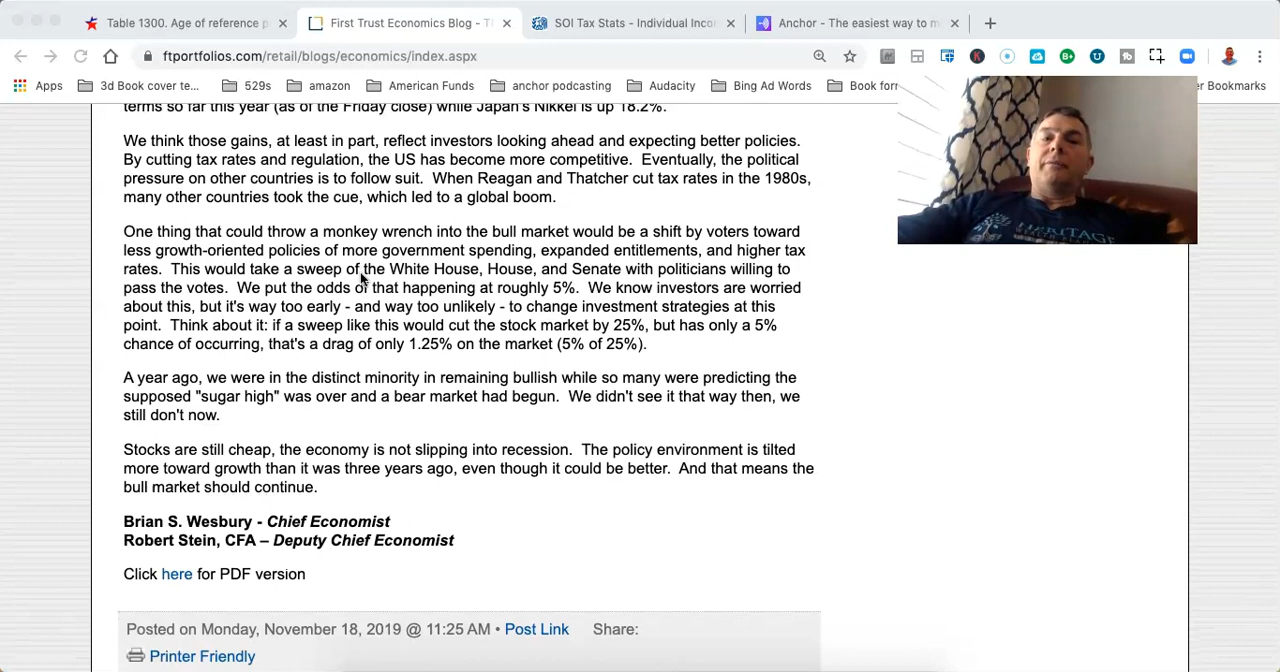 Table 1300. Age of reference p
First Trust Economics Blog - Th
SOI Tax Stats - Individual Inco
Anchor - The easiest way to m
ftportfolios.com/retail/blogs/economics/index.aspx
Apps
3d Book cover te...
529s
amazon
American Funds
anchor podcasting
Audacity
Bing Ad Words
Book for
r Bookmarks
terms so far this year (as of the Friday close) while Japan's Nikkei is up 18.2%.
HERITAGE
We think those gains, at least in part, reflect investors looking ahead and expecting better policies.
By cutting tax rates and regulation, the US has become more competitive. Eventually, the political
pressure on other countries is to follow suit. When Reagan and Thatcher cut tax rates in the 1980s,
many other countries took the cue, which led to a global boom.
One thing that could throw a monkey wrench into the bull market would be a shift by voters toward
less growth-oriented policies of more government spending, expanded entitlements, and higher tax
rates. This would take a sweep of the White House, House, and Senate with politicians willing to
pass the votes. We put the odds of that happening at roughly 5%. We know investors are worried
about this, but it's way too early - and way too unlikely - to change investment strategies at this
point. Think about it: if a sweep like this would cut the stock market by 25%, but has only a 5%
chance of occurring, that's a drag of only 1.25% on the market (5% of 25%).
A year ago, we were in the distinct minority in remaining bullish while so many were predicting the
supposed "sugar high" was over and a bear market had begun. We didn't see it that way then, we
still don't now.
Stocks are still cheap, the economy is not slipping into recession. The policy environment is tilted
more toward growth than it was three years ago, even though it could be better. And that means the
bull market should continue.
Brian S. Wesbury - Chief Economist
Robert Stein, CFA – Deputy Chief Economist
Click here for PDF version
Posted on Monday, November 18, 2019 @ 11:25 AM • Post Link Share:
Printer Friendly